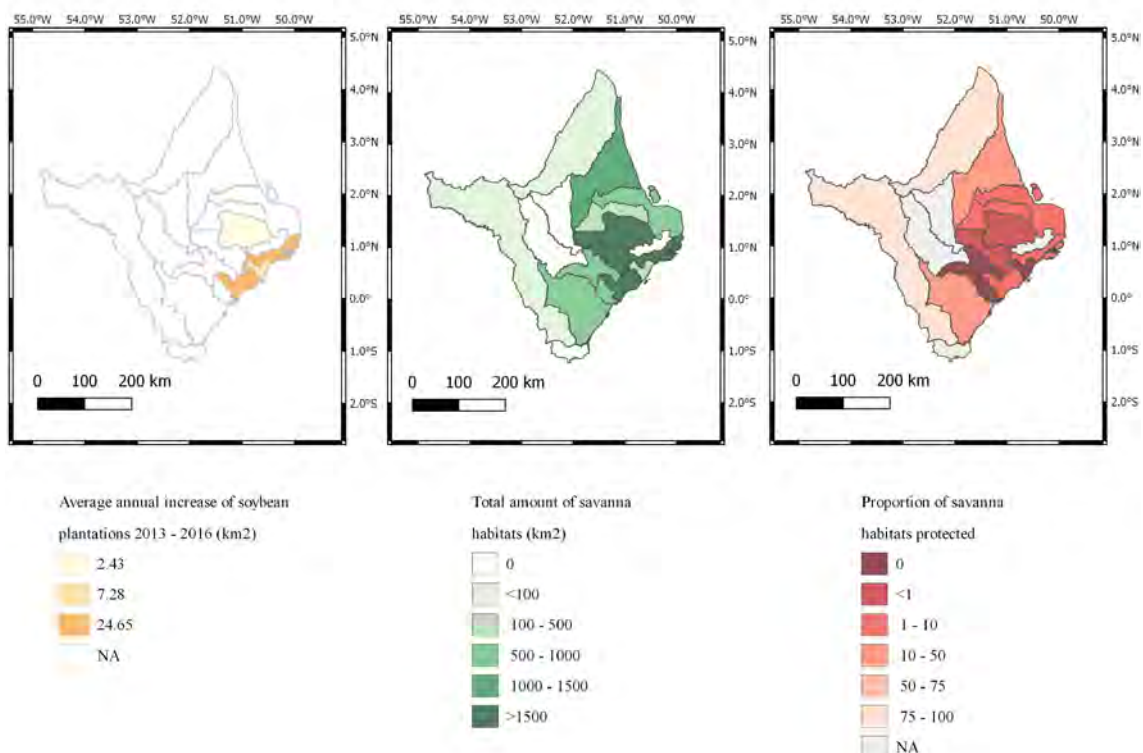 55.0°W 54.0°W 53.0°W 52.0°W 51.0°W 50.0°W
55.0°W 54.0°W 53.0°W 52.0°W 51.0°W 50.0°W
55.0°W 54.0°W 53.0°W 52.0°W 51.0°W 50.0°W
5.0°N
4.0°N
3.0°N
2.0°N
1.0°N
0.0°
1.0°S
2.0°S
0 100 200 km
5.0°N
4.0°N
3.0°N
2.0°N
1.0°N
0.0°
1.0°S
2.0°S
0 100 200 km
5.0°N
4.0°N
3.0°N
2.0°N
1.0°N
0.0°
1.0°S
2.0°S
0 100 200 km
Average annual increase of soybean
plantations 2013 - 2016 (km2)
2.43
7.28
24.65
NA
Total amount of savanna
habitats (km2)
0
<100
100 - 500
500 - 1000
1000 - 1500
>1500
Proportion of savanna
habitats protected
0
<1
1 - 10
10 - 50
50 - 75
75 - 100
NA